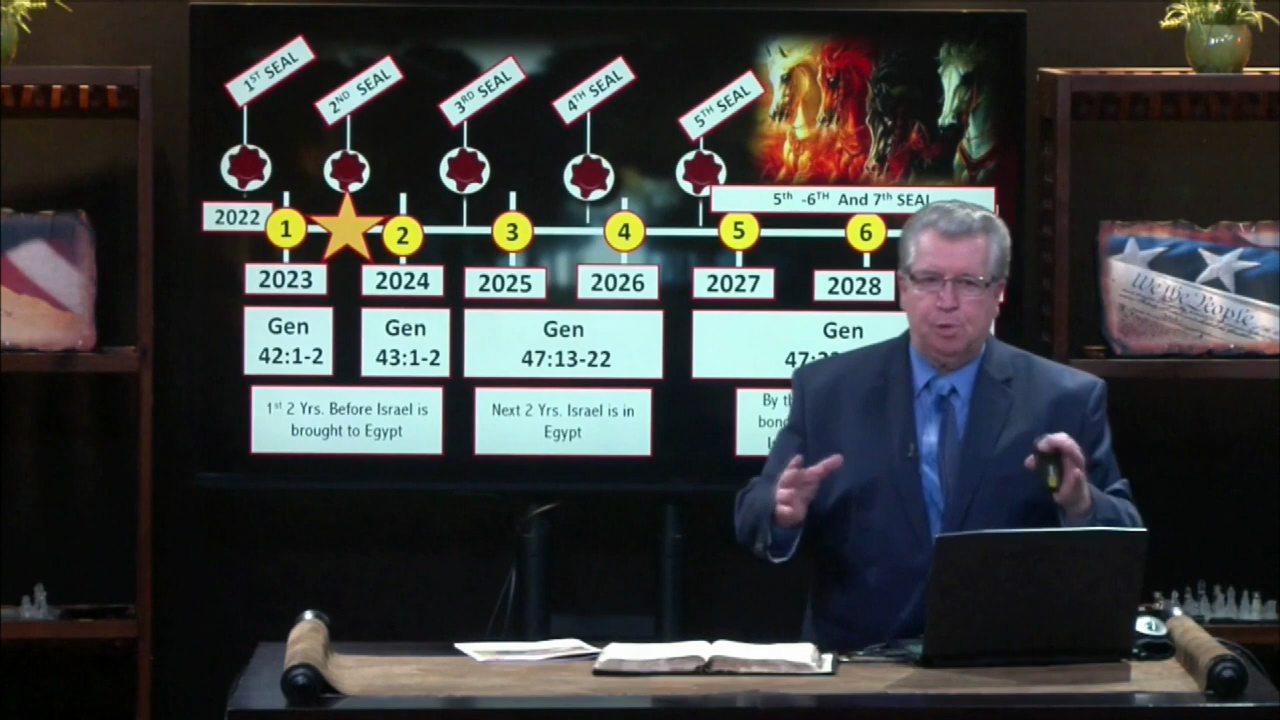 1ST SEAL
2ND SEAL
3RD SEAL
4TH SEAL
5TH SEAL
5th -6TH And 7th SEAL
2022
1
2
3
4
5
6
2023
2024
2025
2026
2027
2028
Gen
42:1-2
Gen
43:1-2
Gen
47:13-22
Gen
1st 2 Yrs. Before Israel is
brought to Egypt
Next 2 Yrs. Israel is in
Egypt
By
We the People